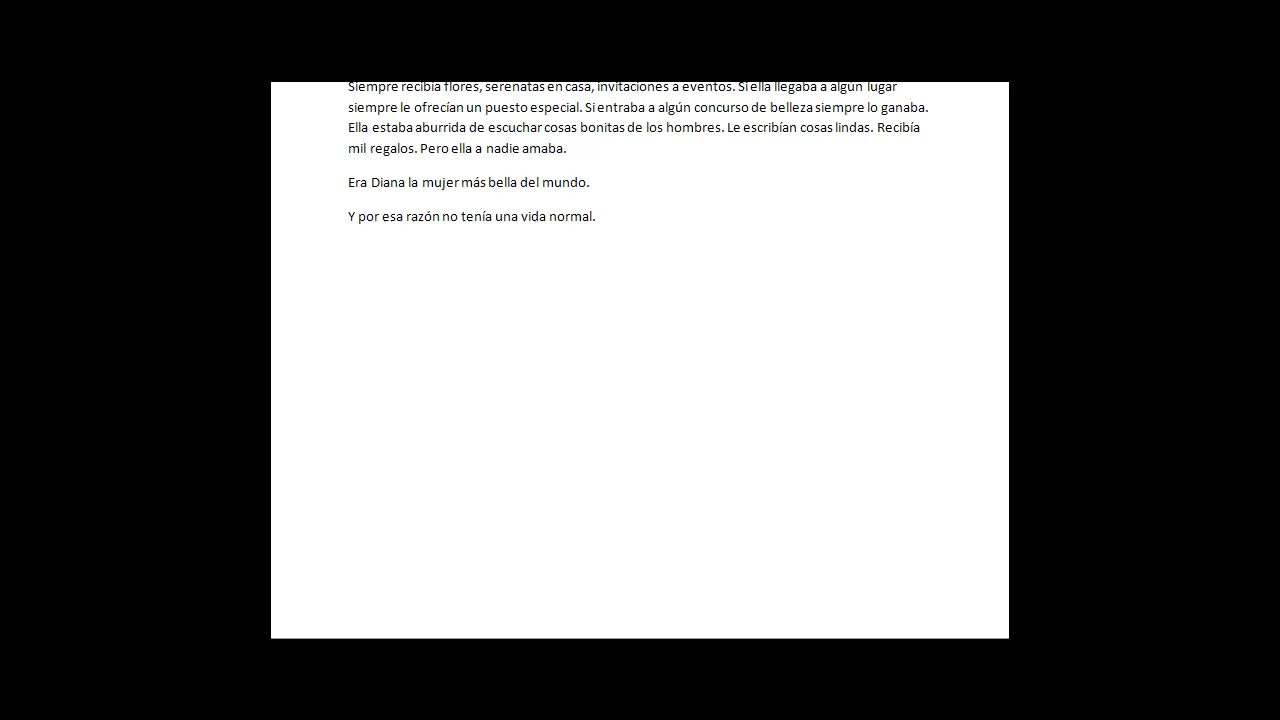 Siempre recibía flores, serenatas en casa, invitaciones a eventos. Si ella llegaba a algún lugar
siempre le ofrecían un puesto especial. Si entraba a algún concurso de belleza siempre lo ganaba.
Ella estaba aburrida de escuchar cosas bonitas de los hombres. Le escribían cosas lindas. Recibía
mil regalos. Pero ella a nadie amaba.
Era Diana la mujer más bella del mundo.
Y por esa razón no tenía una vida normal.